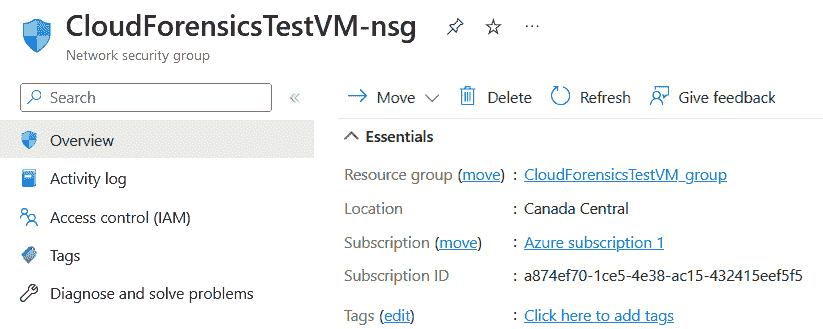 CloudForensicsTestVM-nsg
Network security group
Search
Overview
Activity log
Access control (IAM)
Tags
Diagnose and solve problems
Move
Delete
Refresh
Give feedback
Essentials
Resource group (move) : CloudForensicsTestVM_group
Location : Canada Central
Subscription (move) : Azure subscription 1
Subscription ID : a874ef70-1ce5-4e38-ac15-432415eef5f5
Tags (edit) : Click here to add tags